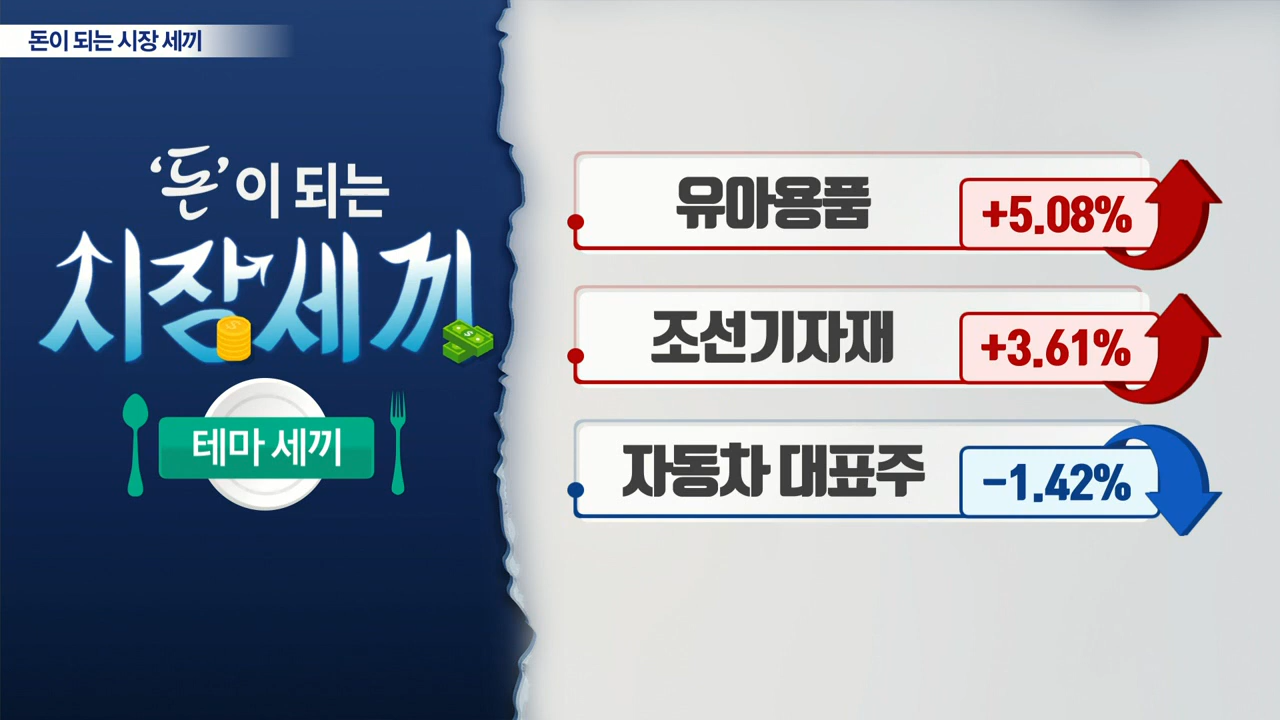 돈이 되는 시장 세끼
‘돈’이 되는
시장세끼
테마 세끼
유아용품
+5.08%
조선기자재
+3.61%
자동차 대표주
-1.42%